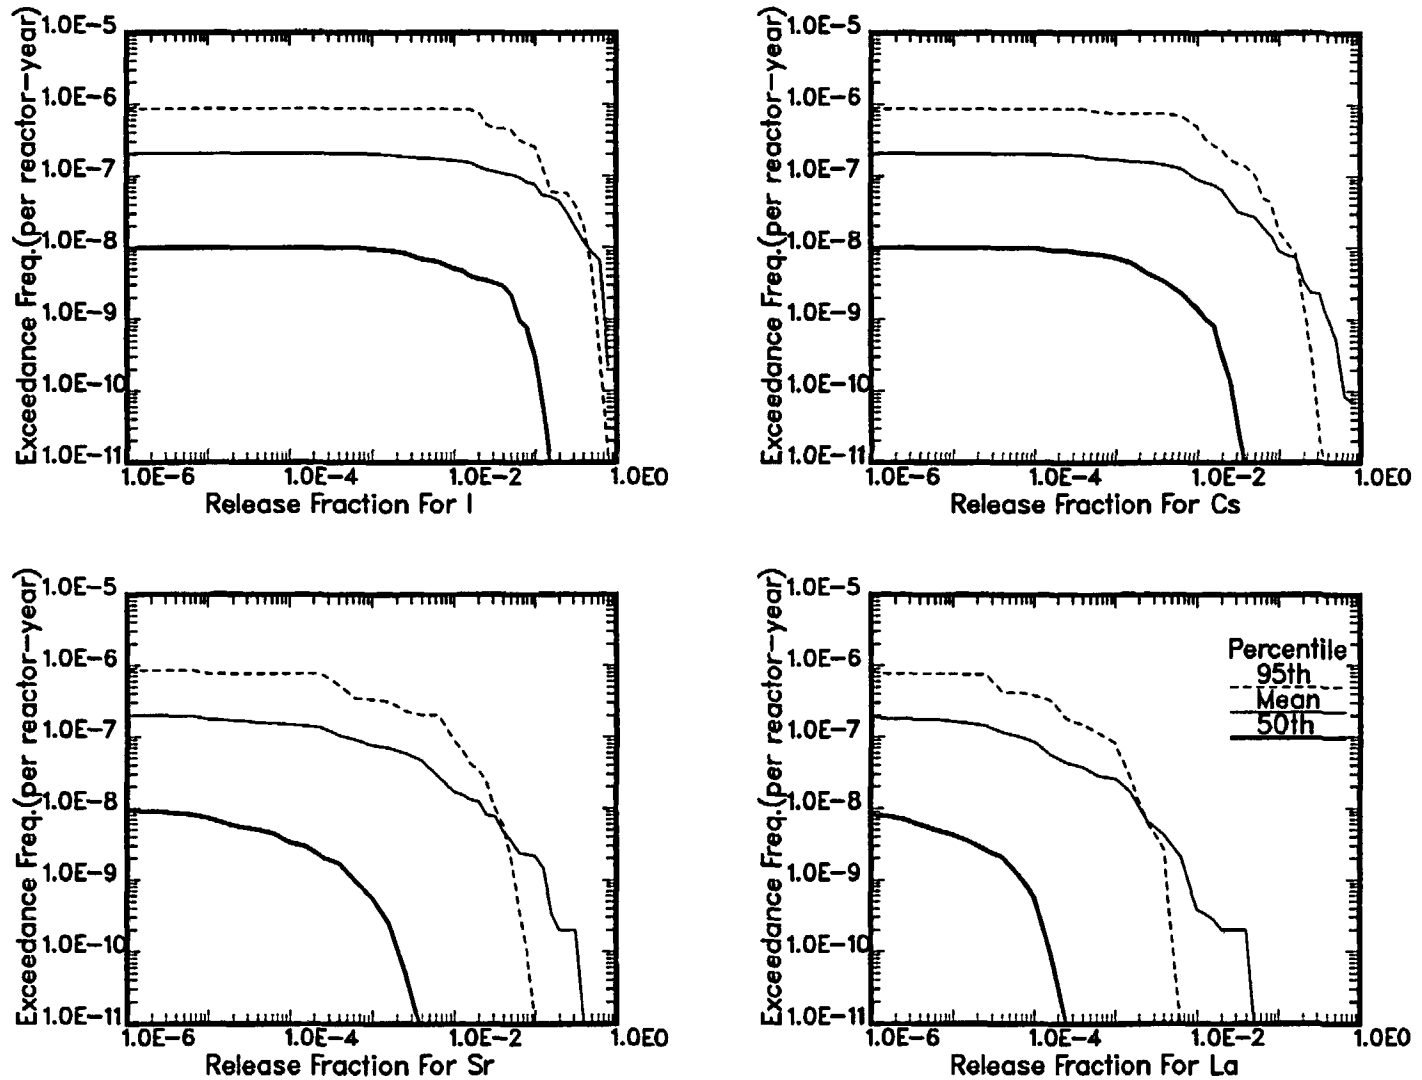 Exceedance Freq.(per reactor-year)
1.0E-5
1.0E-6
1.0E-7
1.0E-8
1.0E-9
1.0E-10
1.0E-11
1.0E-6 1.0E-4 1.0E-2 1.0E0
Release Fraction For I
Exceedance Freq.(per reactor-year)
1.0E-5
1.0E-6
1.0E-7
1.0E-8
1.0E-9
1.0E-10
1.0E-11
1.0E-6 1.0E-4 1.0E-2 1.0E0
Release Fraction For Cs
Exceedance Freq.(per reactor-year)
1.0E-5
1.0E-6
1.0E-7
1.0E-8
1.0E-9
1.0E-10
1.0E-11
1.0E-6 1.0E-4 1.0E-2 1.0E0
Release Fraction For Sr
Exceedance Freq.(per reactor-year)
1.0E-5
1.0E-6
1.0E-7
1.0E-8
1.0E-9
1.0E-10
1.0E-11
Percentile
95th
Mean
50th
1.0E-6 1.0E-4 1.0E-2 1.0E0
Release Fraction For La